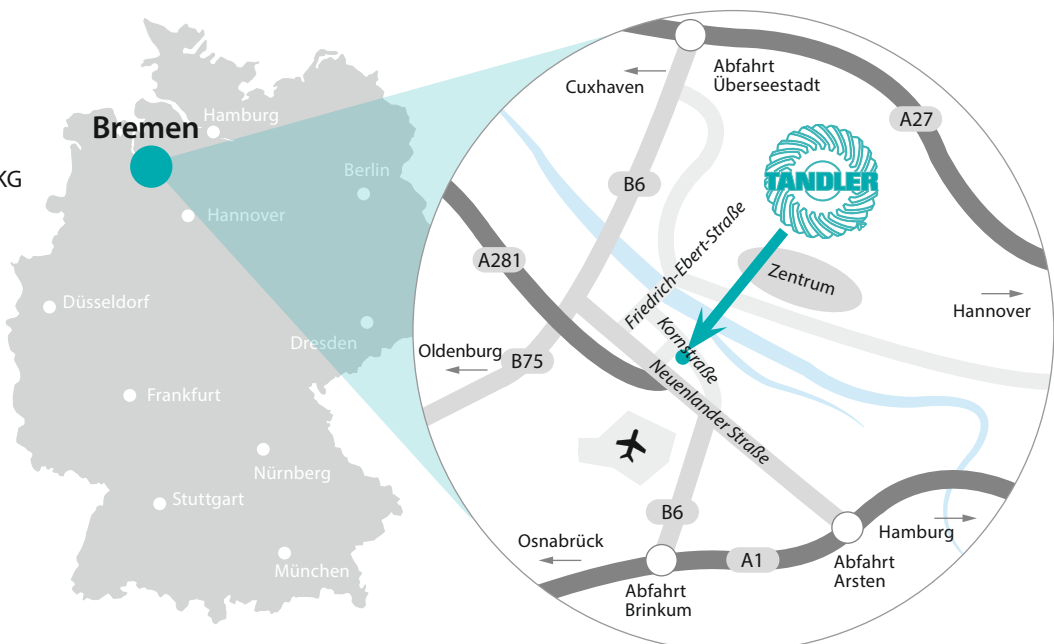 KG
Bremen
Hamburg
Berlin
Hannover
Düsseldorf
Dresden
Frankfurt
Nürnberg
Stuttgart
München
Abfahrt
Überseestadt
Cuxhaven
A27
B6
TANDLER
A281
Friedrich-Ebert-Straße
Zentrum
Hannover
Kornstraße
Oldenburg
B75
Neuenlander Straße
B6
Osnabrück
Hamburg
A1
Abfahrt
Brinkum
Abfahrt
Arsten